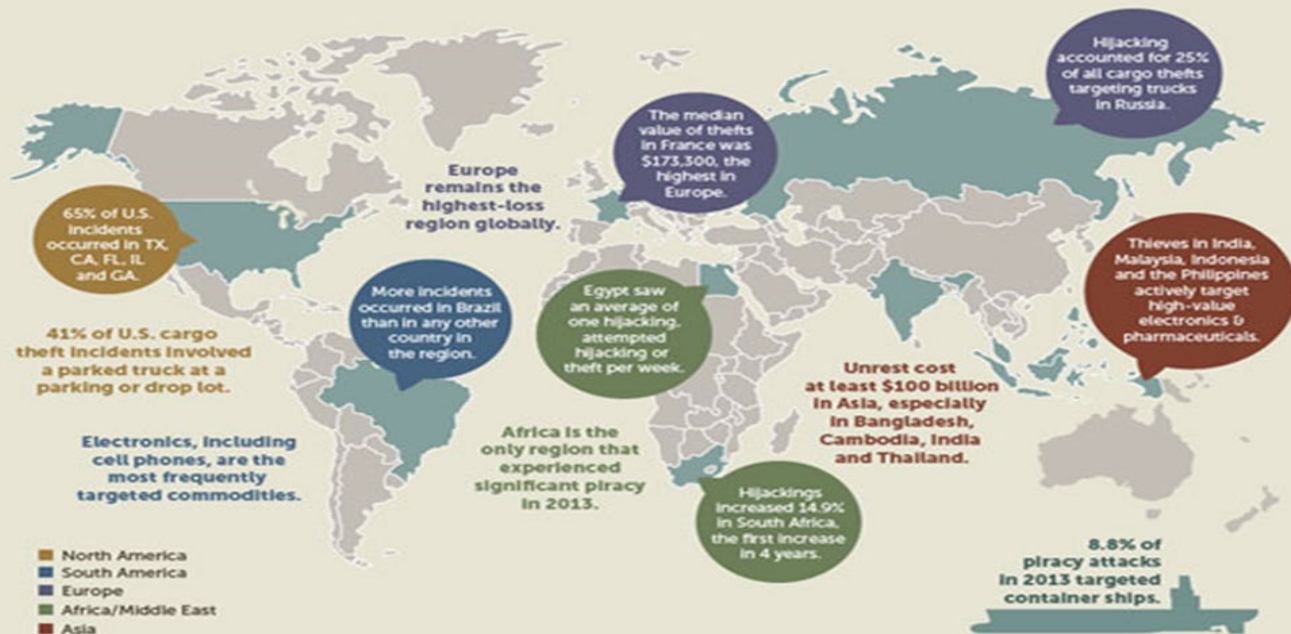 Hijacking
accounted for 25%
of all cargo thefts
targeting trucks
in Russia.
The median
value of thefts
in France was
$173,300, the
highest in
Europe.
Europe
remains the
highest-loss
region globally.
65% of U.S.
incidents
occurred in TX,
CA, FL, IL
and GA.
More incidents
occurred in Brazil
than in any other
country in
the region.
Egypt saw
an average of
one hijacking,
attempted
hijacking or
theft per week.
Thieves in India,
Malaysia, Indonesia
and the Philippines
actively target
high-value
electronics &
pharmaceuticals.
41% of U.S. cargo
theft incidents involved
a parked truck at a
parking or drop lot.
Unrest cost
at least $100 billion
in Asia, especially
in Bangladesh,
Cambodia, India
and Thailand.
Electronics, including
cell phones, are the
most frequently
targeted commodities.
Africa is the
only region that
experienced
significant piracy
in 2013.
Hijackings
increased 14.9%
in South Africa,
the first increase
in 4 years.
8.8% of
piracy attacks
in 2013 targeted
container ships.
North America
South America
Europe
Africa/Middle East
Asia